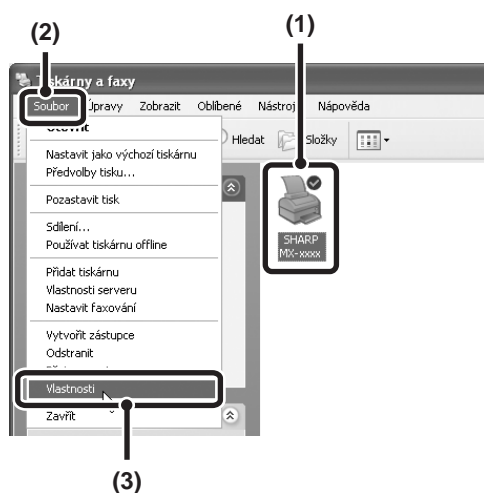 (2)
(1)
Tiskárny a faxy
Soubor Úpravy Zobrazit Oblíbené Nástroje Nápověda
Otevřít
Hledat Složky
Nastavit jako výchozí tiskárnu
Předvolby tisku...
Pozastavit tisk
Sdílení...
Používat tiskárnu offline
SHARP
MX-xxxx
Přidat tiskárnu
Vlastnosti serveru
Nastavit faxování
Vytvořit zástupce
Odstranit
Vlastnosti
Zavřít
(3)